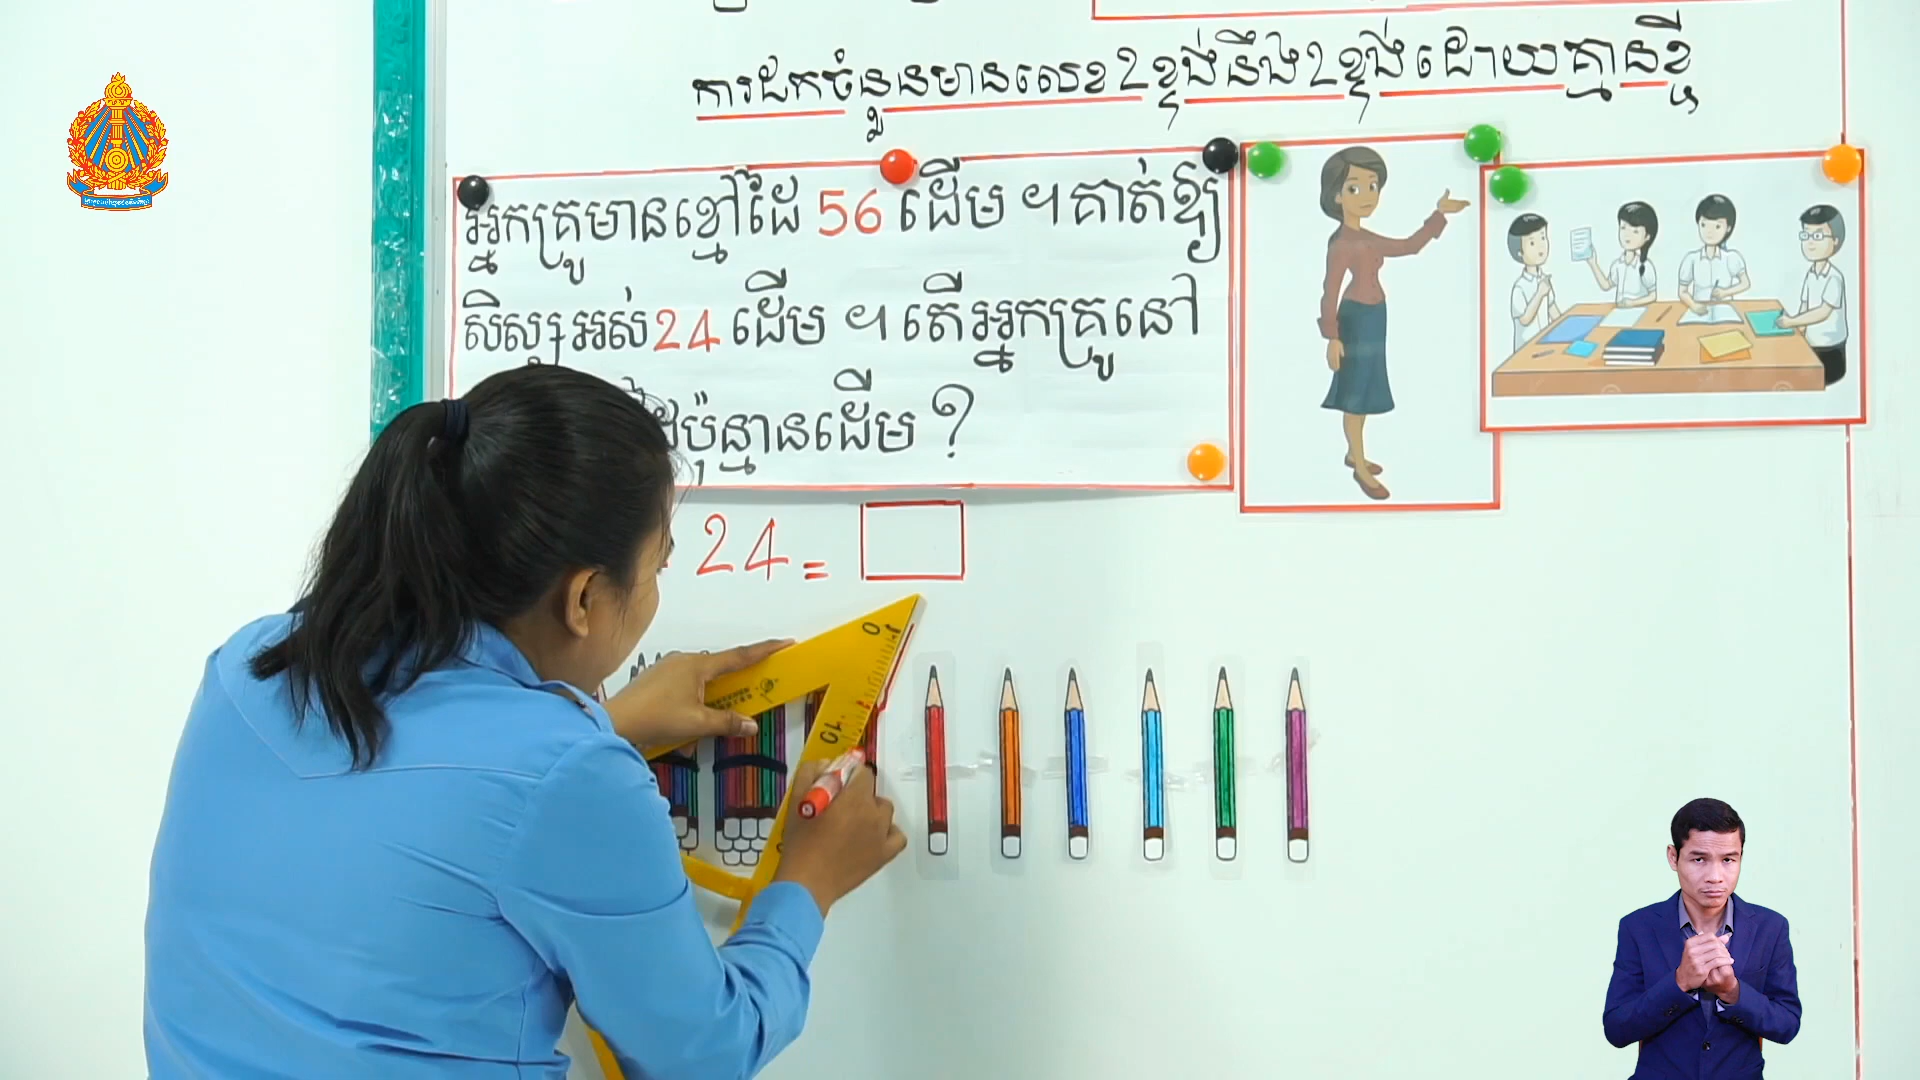 ការដកចំនួនមានលេខ2ខ្ទង់នឹង2ខ្ទង់ដោយគ្មានខ្ចី
អ្នកគ្រូមានខ្មៅដៃ 56 ដើម ។ គាត់ឱ្យ
សិស្សអស់24 ដើម ។ តើអ្នកគ្រូនៅ
ដៃប៉ុន្មានដើម ?
24 =
0
10